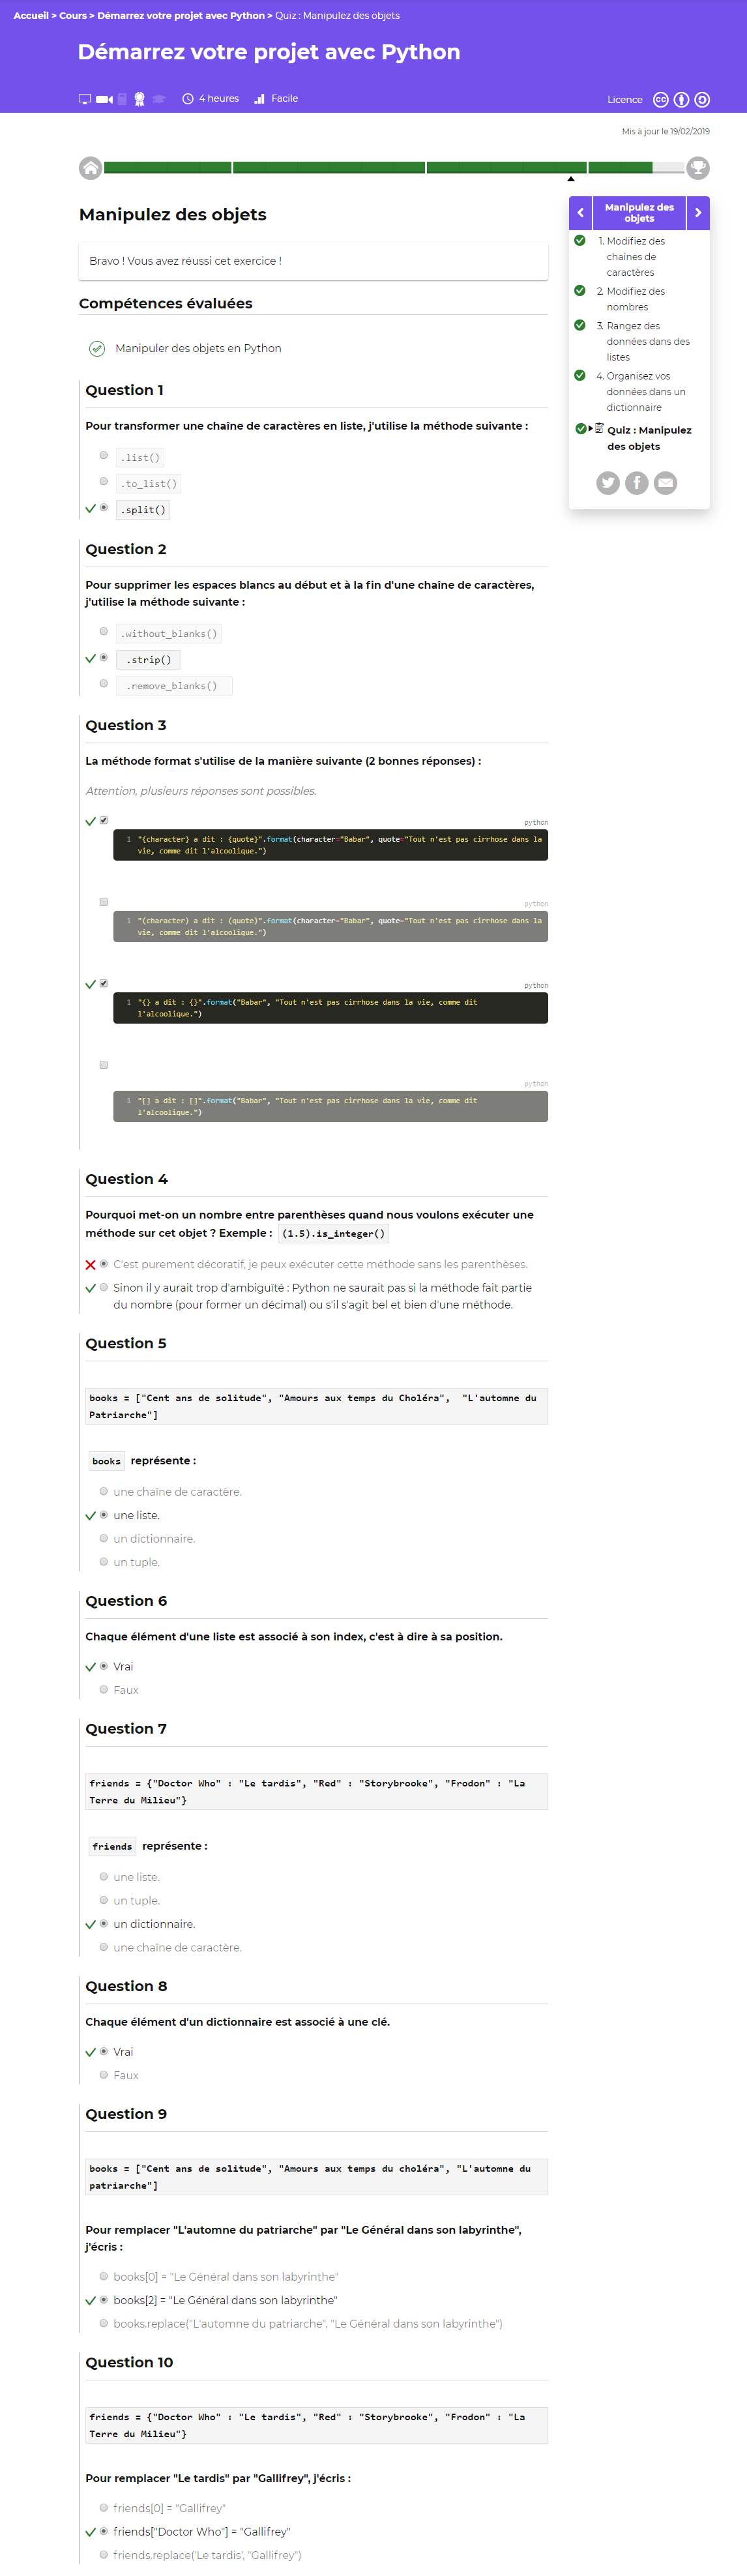 Accueil > Cours > Démarrez votre projet avec Python > Quiz : Manipulez des objets
Démarrez votre projet avec Python
4 heures
Facile
Licence
Mis à jour le 19/02/2019
Manipulez des objets
Bravo ! Vous avez réussi cet exercice !
Compétences évaluées
Manipuler des objets en Python
Manipulez des
objets
1. Modifiez des
chaînes de
caractères
2. Modifiez des
nombres
3. Rangez des
données dans des
listes
4. Organisez vos
données dans un
dictionnaire
Quiz : Manipulez
des objets
Question 1
Pour transformer une chaîne de caractères en liste, j'utilise la méthode suivante :
.list()
.to_list()
.split()
Question 2
Pour supprimer les espaces blancs au début et à la fin d'une chaîne de caractères,
j'utilise la méthode suivante :
.without_blanks()
.strip()
.remove_blanks()
Question 3
La méthode format s'utilise de la manière suivante (2 bonnes réponses) :
Attention, plusieurs réponses sont possibles.
python
1 "{character} a dit : {quote}".format(character="Babar", quote="Tout n'est pas cirrhose dans la
vie, comme dit l'alcoolique.")
python
1 "(character) a dit : (quote)".format(character="Babar", quote="Tout n'est pas cirrhose dans la
vie, comme dit l'alcoolique.")
python
1 "{} a dit : {}".format("Babar", "Tout n'est pas cirrhose dans la vie, comme dit
l'alcoolique.")
python
1 "[] a dit : []".format("Babar", "Tout n'est pas cirrhose dans la vie, comme dit
l'alcoolique.")
Question 4
Pourquoi met-on un nombre entre parenthèses quand nous voulons exécuter une
méthode sur cet objet ? Exemple : (1.5).is_integer()
C'est purement décoratif, je peux exécuter cette méthode sans les parenthèses.
Sinon il y aurait trop d'ambiguïté : Python ne saurait pas si la méthode fait partie
du nombre (pour former un décimal) ou s'il s'agit bel et bien d'une méthode.
Question 5
books = ["Cent ans de solitude", "Amours aux temps du Choléra", "L'automne du
Patriarche"]
books représente :
une chaîne de caractère.
une liste.
un dictionnaire.
un tuple.
Question 6
Chaque élément d'une liste est associé à son index, c'est à dire à sa position.
Vrai
Faux
Question 7
friends = {"Doctor Who" : "Le tardis", "Red" : "Storybrooke", "Frodon" : "La
Terre du Milieu"}
friends représente :
une liste.
un tuple.
un dictionnaire.
une chaîne de caractère.
Question 8
Chaque élément d'un dictionnaire est associé à une clé.
Vrai
Faux
Question 9
books = ["Cent ans de solitude", "Amours aux temps du choléra", "L'automne du
patriarche"]
Pour remplacer "L'automne du patriarche" par "Le Général dans son labyrinthe",
j'écris :
books[0] = "Le Général dans son labyrinthe"
books[2] = "Le Général dans son labyrinthe"
books.replace("L'automne du patriarche", "Le Général dans son labyrinthe")
Question 10
friends = {"Doctor Who" : "Le tardis", "Red" : "Storybrooke", "Frodon" : "La
Terre du Milieu"}
Pour remplacer "Le tardis" par "Gallifrey", j'écris :
friends[0] = "Gallifrey"
friends["Doctor Who"] = "Gallifrey"
friends.replace('Le tardis', "Gallifrey")